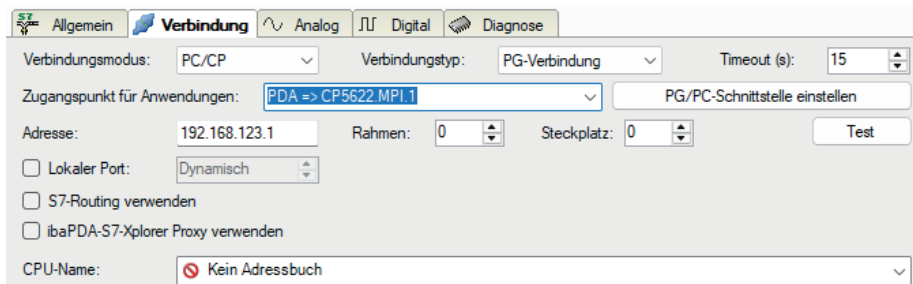 S7 Allgemein Verbindung Analog Digital Diagnose
Verbindungsmodus: PC/CP Verbindungstyp: PG-Verbindung Timeout (s): 15
Zugangspunkt für Anwendungen: PDA => CP5622.MPI.1 PG/PC-Schnittstelle einstellen
Adresse: 192.168.123.1 Rahmen: 0 Steckplatz: 0 Test
Lokaler Port: Dynamisch
S7-Routing verwenden
ibaPDA-S7-Xplorer Proxy verwenden
CPU-Name: Kein Adressbuch